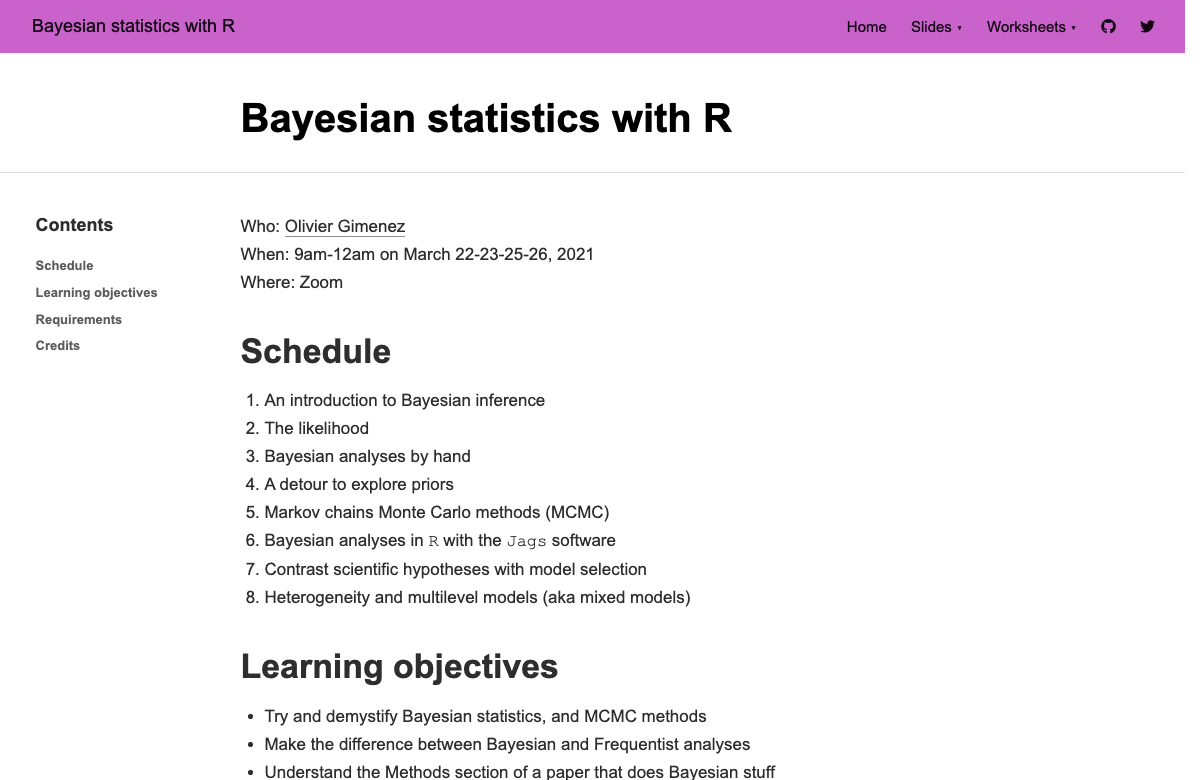 Bayesian statistics with R
Home Slides Worksheets
Bayesian statistics with R
Contents
Schedule
Learning objectives
Requirements
Credits
Who: Olivier Gimenez
When: 9am-12am on March 22-23-25-26, 2021
Where: Zoom
Schedule
1. An introduction to Bayesian inference
2. The likelihood
3. Bayesian analyses by hand
4. A detour to explore priors
5. Markov chains Monte Carlo methods (MCMC)
6. Bayesian analyses in R with the Jags software
7. Contrast scientific hypotheses with model selection
8. Heterogeneity and multilevel models (aka mixed models)
Learning objectives
• Try and demystify Bayesian statistics, and MCMC methods
• Make the difference between Bayesian and Frequentist analyses
• Understand the Methods section of a paper that does Bayesian stuff